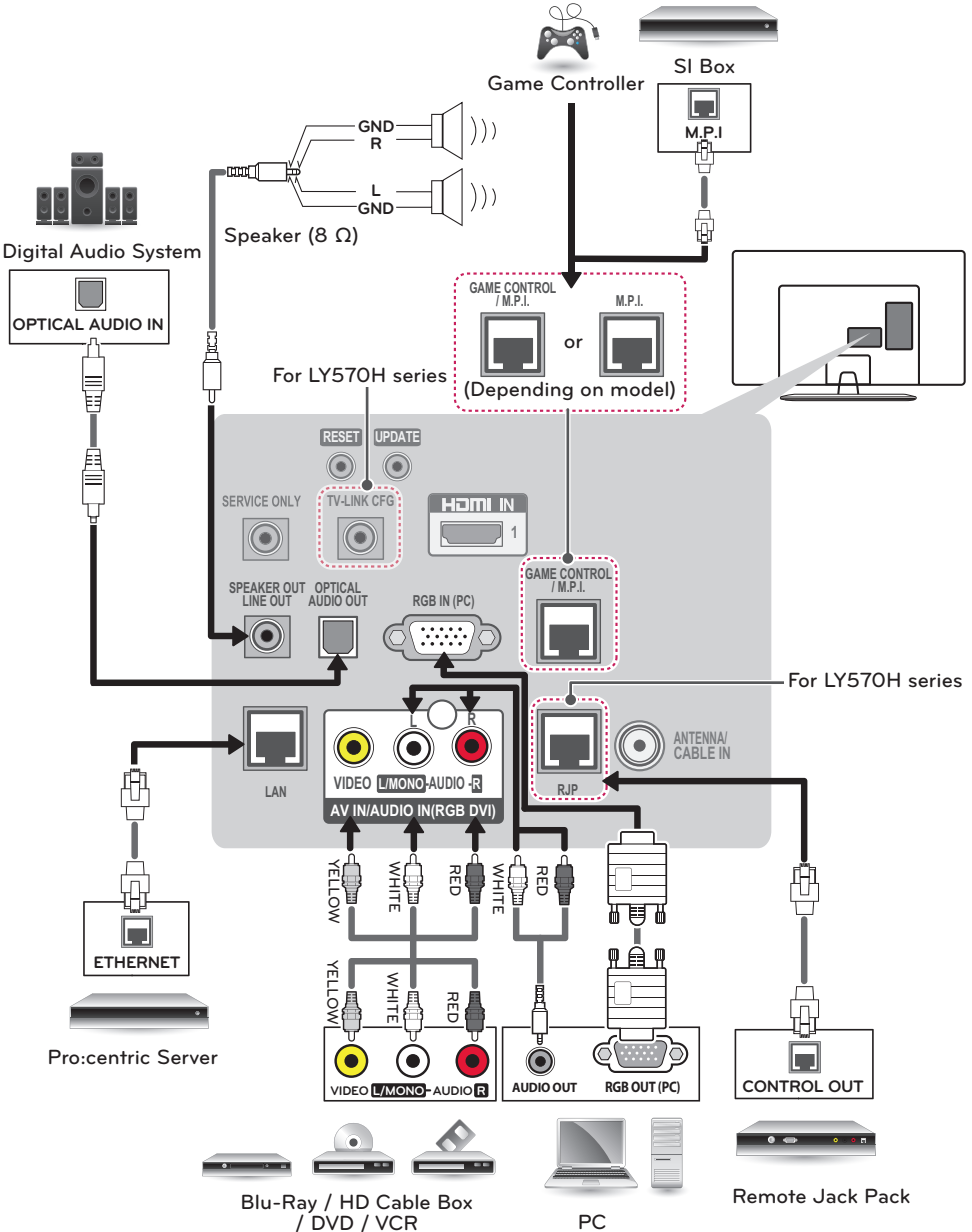 Game Controller
SI Box
M.P.I
GND
R
L
GND
Speaker (8 Ω)
Digital Audio System
OPTICAL AUDIO IN
GAME CONTROL
/ M.P.I.
or
M.P.I.
(Depending on model)
For LY570H series
RESET
UPDATE
SERVICE ONLY
TV-LINK CFG
HDMI IN
1
SPEAKER OUT
LINE OUT
OPTICAL
AUDIO OUT
RGB IN (PC)
GAME CONTROL
/ M.P.I.
For LY570H series
LAN
L
R
VIDEO L/MONO-AUDIO -R
AV IN/AUDIO IN(RGB DVI)
RJP
ANTENNA/
CABLE IN
YELLOW
WHITE
RED
WHITE
RED
ETHERNET
Pro:centric Server
YELLOW
WHITE
RED
VIDEO L/MONO-AUDIO R
AUDIO OUT
RGB OUT (PC)
CONTROL OUT
Blu-Ray / HD Cable Box
/ DVD / VCR
PC
Remote Jack Pack